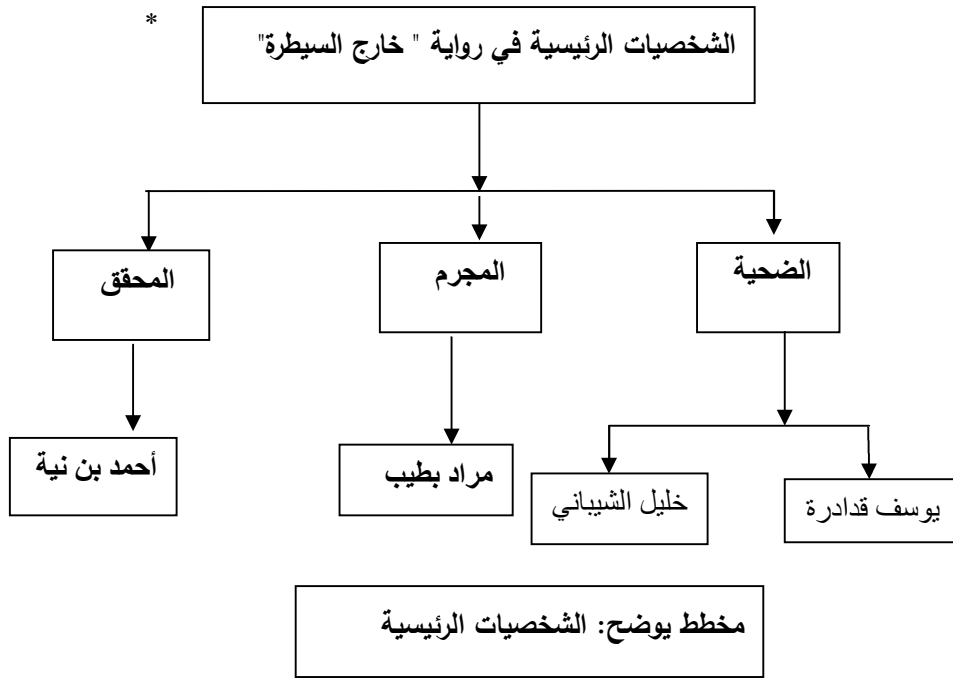 *
الشخصيات الرئيسية في رواية " خارج السيطرة"
الضحية
المجرم
المحقق
يوسف قدادرة
خليل الشيباني
مراد بطيب
أحمد بن نية
مخطط يوضح: الشخصيات الرئيسية